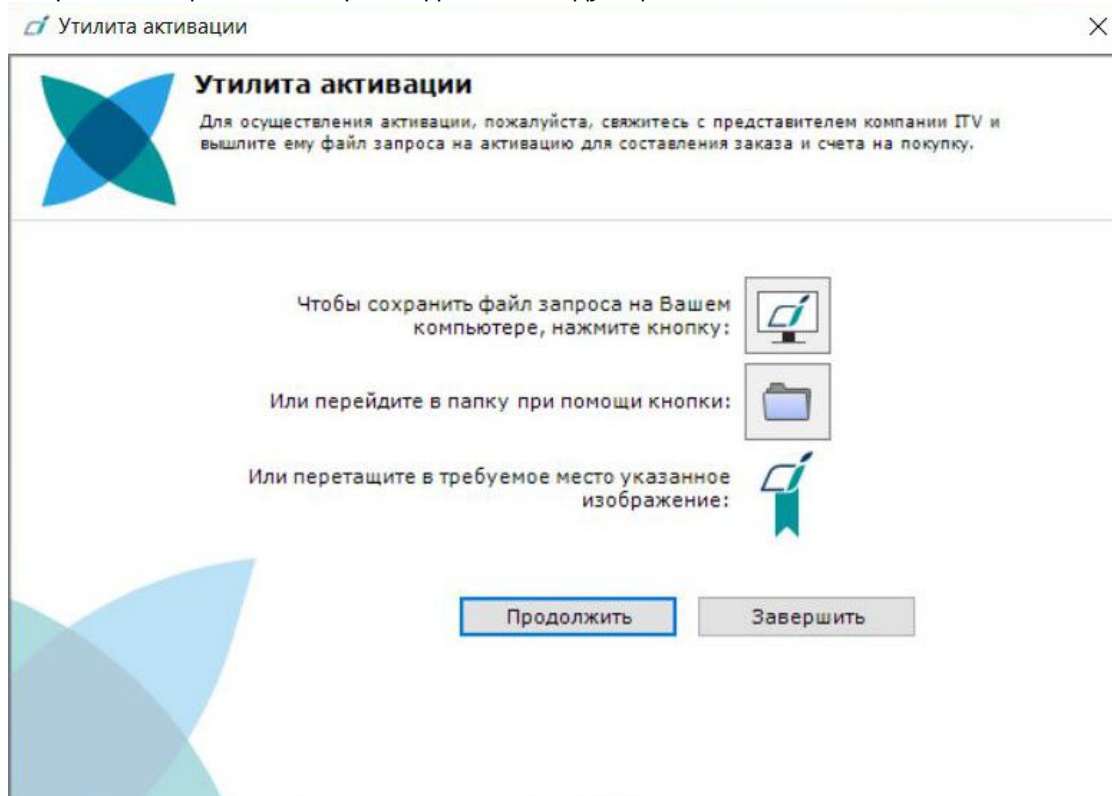 Утилита активации
Утилита активации
Для осуществления активации, пожалуйста, свяжитесь с представителем компании ITV и
вышлите ему файл запроса на активацию для составления заказа и счета на покупку.
Чтобы сохранить файл запроса на Вашем
компьютере, нажмите кнопку:
Или перейдите в папку при помощи кнопки:
Или перетащите в требуемое место указанное
изображение:
Продолжить
Завершить